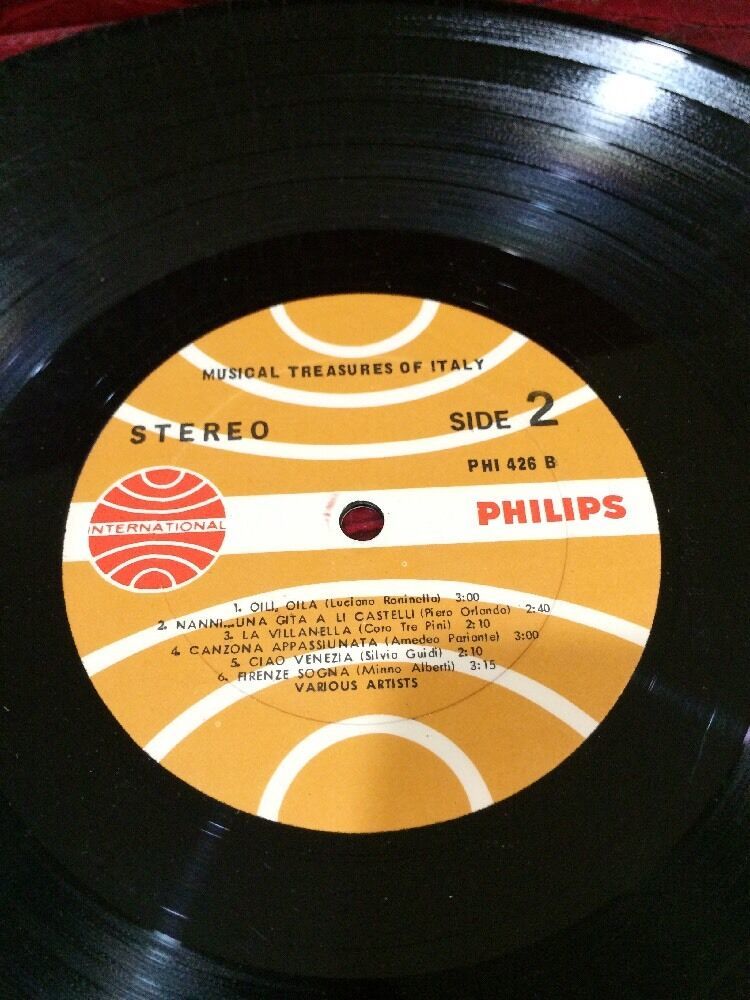 MUSICAL TREASURES OF ITALY
STEREO
SIDE 2
PHI 426 B
INTERNATIONAL
PHILIPS
1. OILI, OILA (Luciano Roninella) 3:00
2. NANNI...UNA GITA A LI CASTELLI (Piero Orlando) 2:40
3. LA VILLANELLA (Coro Tre Pini) 2:10
4. CANZONA APPASSIUNATA (Amedeo Pariante) 3:00
5. CIAO VENEZIA (Silvio Guidi) 2:10
6. FIRENZE SOGNA (Minno Alberti) 3:15
VARIOUS ARTISTS